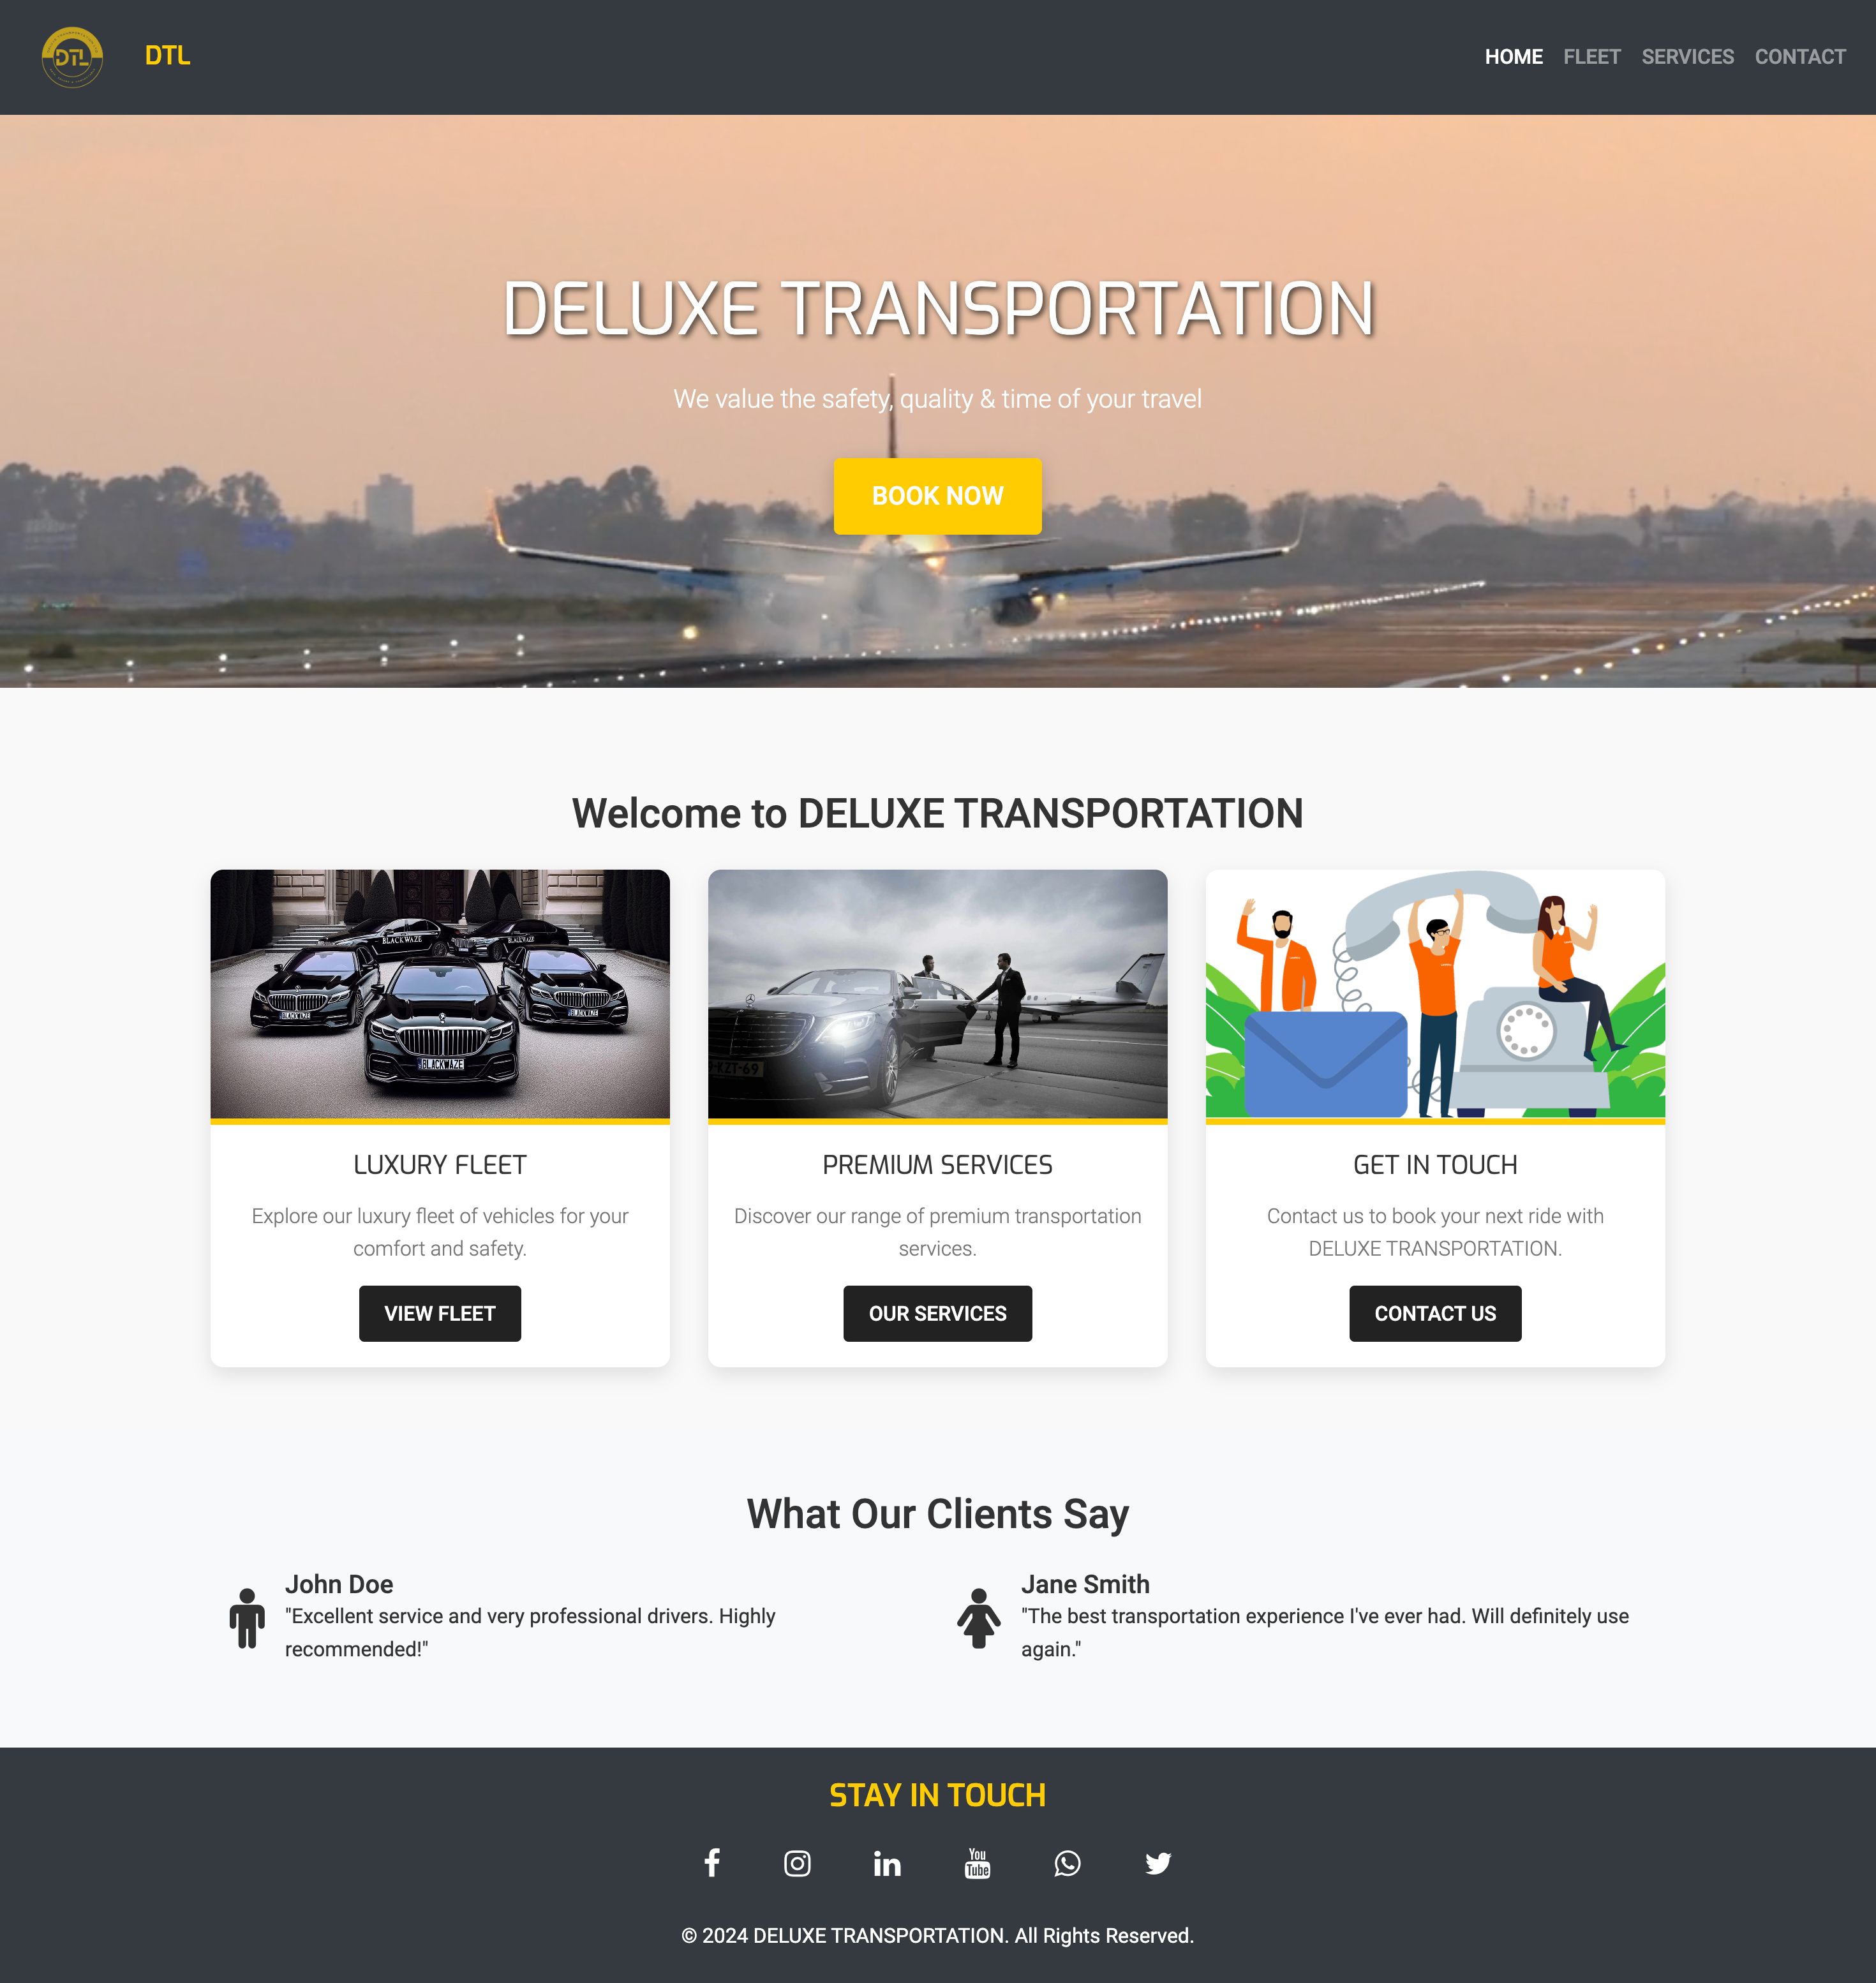 DTL
DTL
HOME FLEET SERVICES CONTACT
DELUXE TRANSPORTATION
We value the safety, quality & time of your travel
BOOK NOW
Welcome to DELUXE TRANSPORTATION
BLACKWAZE
BLACKWAZE
BLACKWAZE
LUXURY FLEET
Explore our luxury fleet of vehicles for your
comfort and safety.
VIEW FLEET
KZT-69
PREMIUM SERVICES
Discover our range of premium transportation
services.
OUR SERVICES
GET IN TOUCH
Contact us to book your next ride with
DELUXE TRANSPORTATION.
CONTACT US
What Our Clients Say
John Doe
"Excellent service and very professional drivers. Highly
recommended!"
Jane Smith
"The best transportation experience I've ever had. Will definitely use
again."
STAY IN TOUCH
You
Tube
© 2024 DELUXE TRANSPORTATION. All Rights Reserved.